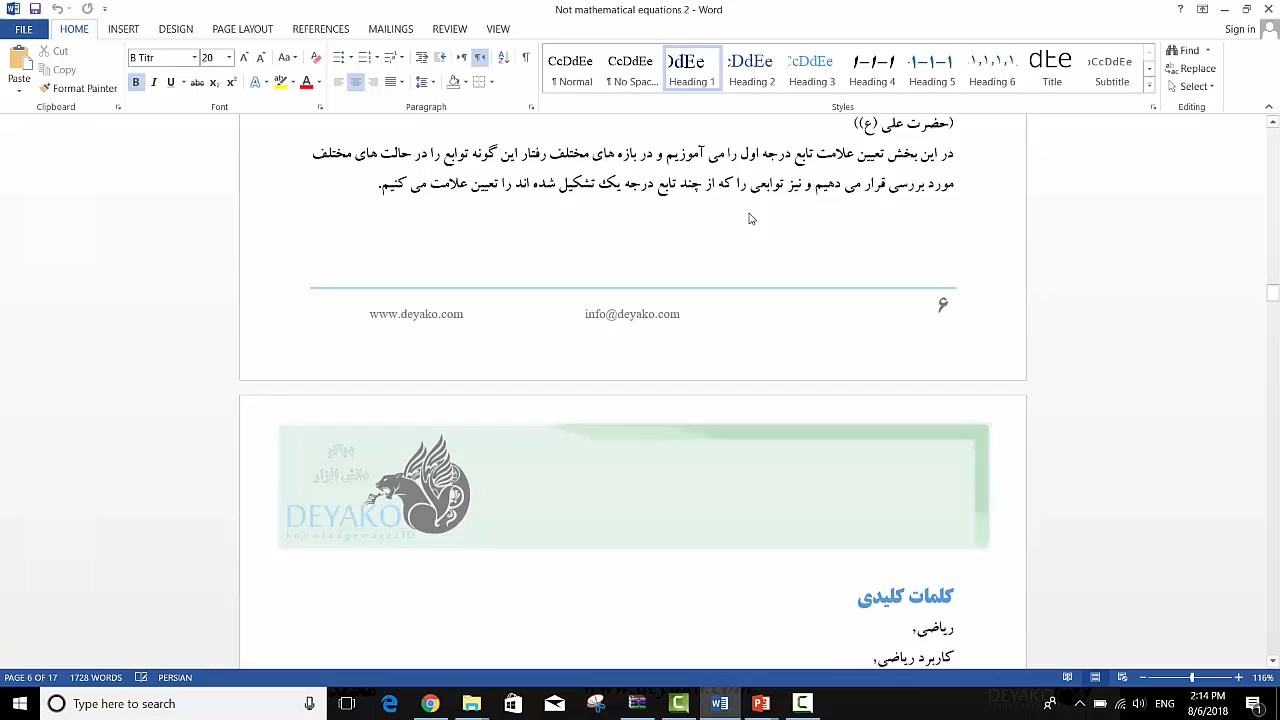 Not mathematical equations 2 - Word
FILE HOME INSERT DESIGN PAGE LAYOUT REFERENCES MAILINGS REVIEW VIEW Sign in
Paste Cut Copy Format Painter
B Titr 20
Clipboard Font Paragraph Styles Editing
¶ Normal ¶ No Spac... Heading 1 Heading 2 Heading 3 Heading 4 Heading 5 Heading 6 Title Subtitle
Find Replace Select
(حضرت علی (ع))
در این بخش تعیین علامت تابع درجه اول را می آموزیم و در بازه های مختلف رفتار این گونه توابع را در حالت های مختلف
مورد بررسی قرار می دهیم و نیز توابعی را که از چند تابع درجه یک تشکیل شده اند را تعیین علامت می کنیم.
www.deyako.com info@deyako.com ۶
دیاکو
دانش افزار
DEYAKO
knowledgewareLTD
کلمات کلیدی
ریاضی,
کاربرد ریاضی,
PAGE 6 OF 17 1728 WORDS PERSIAN 116%
Type here to search
ENG 2:14 PM
8/6/2018